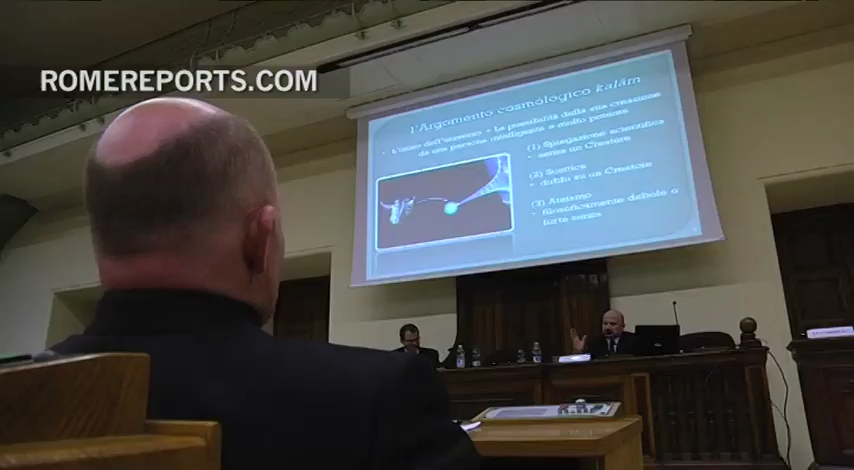 ROMEREPORTS.COM
l'Argomento cosmologico kalām
• L'inizio dell'universo + La possibilità della sua creazione
da una persona intelligente e molto potente
(1) Spiegazione scientifica
senza un Creatore
(2) Scettica
• dubbi su un Creatore
(3) Ateismo
• filosoficamente debole o
forte senza